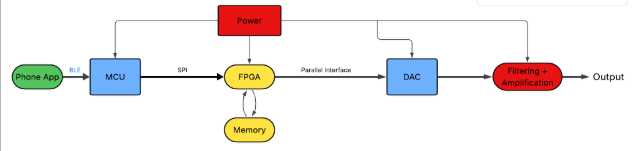 Power
Phone App
BLE
MCU
SPI
FPGA
Parallel Interface
DAC
Filtering +
Amplification
Output
Memory